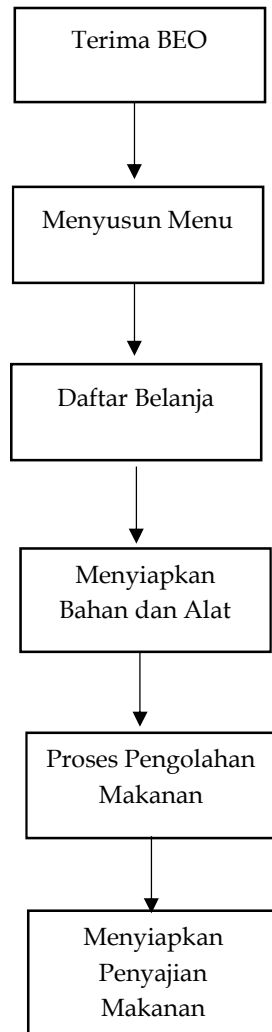 Terima BEO
Menyusun Menu
Daftar Belanja
Menyiapkan
Bahan dan Alat
Proses Pengolahan
Makanan
Menyiapkan
Penyajian
Makanan